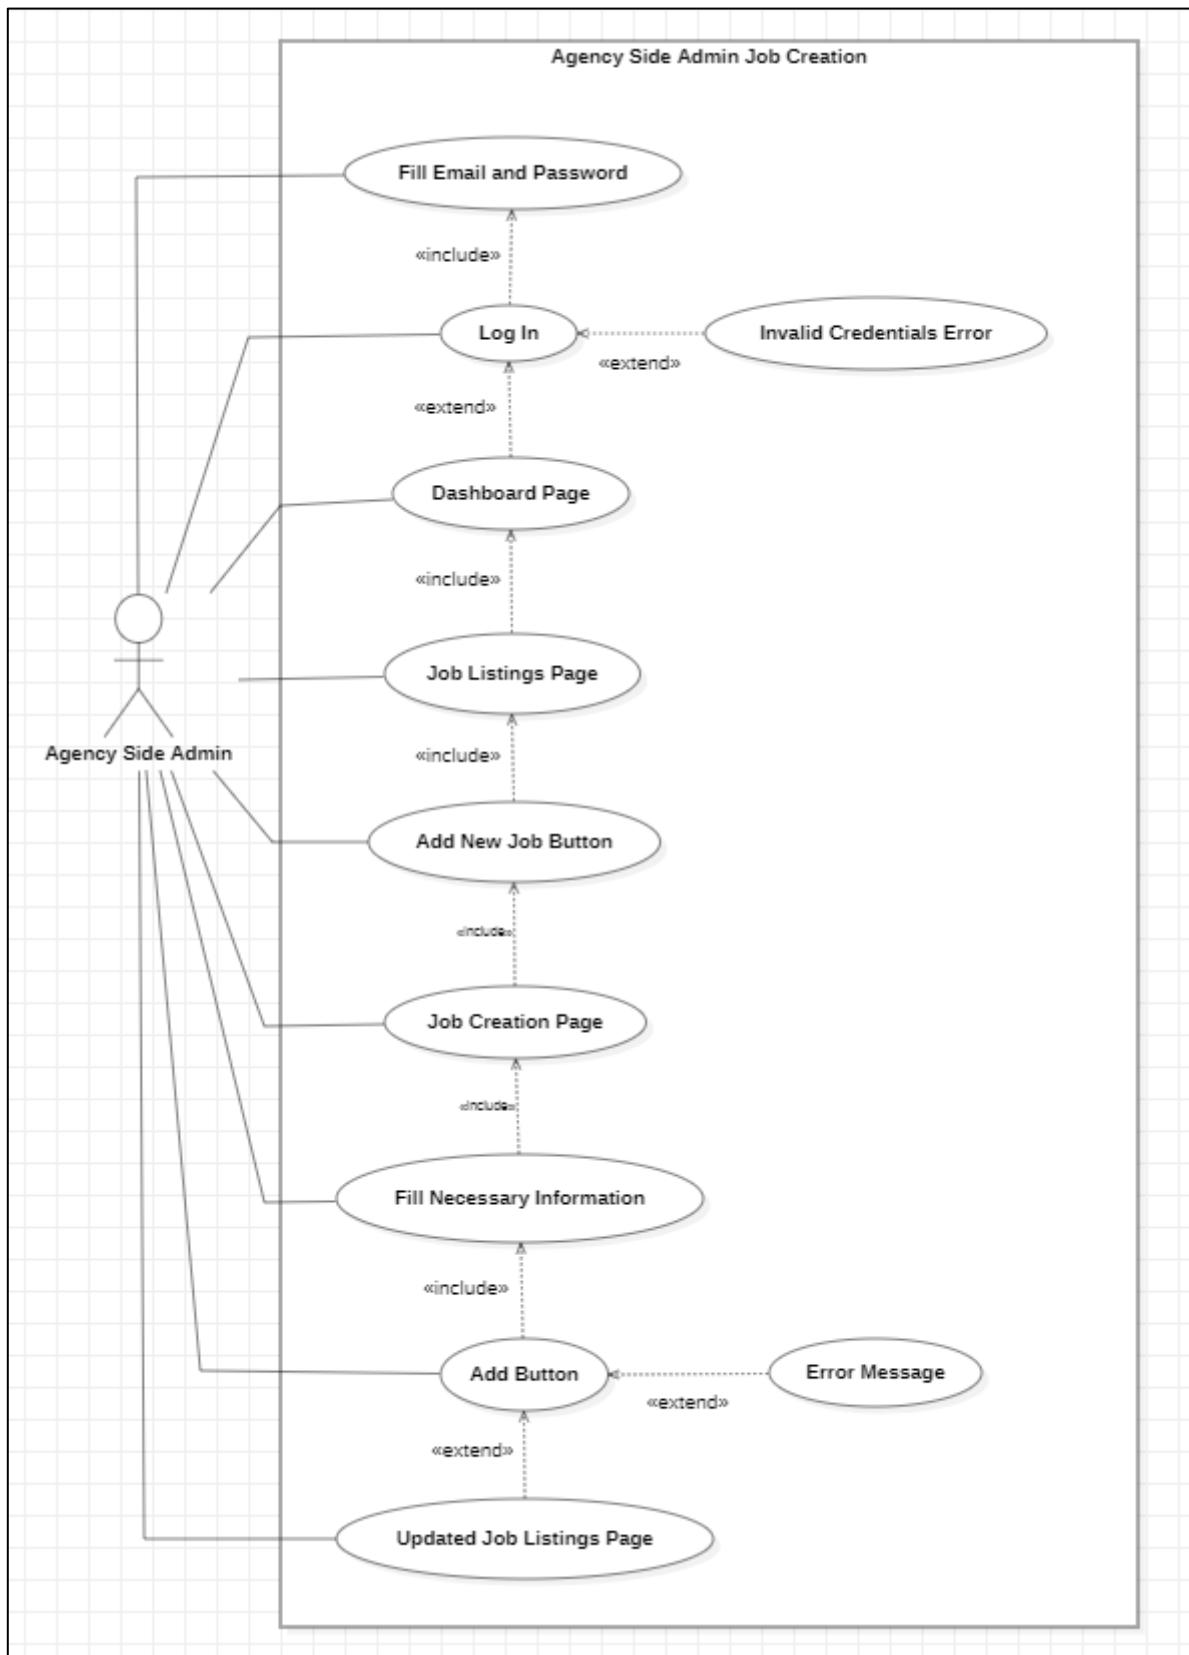 Agency Side Admin Job Creation
Fill Email and Password
«include»
Log In
Invalid Credentials Error
«extend»
«extend»
Dashboard Page
«include»
Job Listings Page
Agency Side Admin
«include»
Add New Job Button
«include»
Job Creation Page
«include»
Fill Necessary Information
«include»
Add Button
Error Message
«extend»
«extend»
Updated Job Listings Page